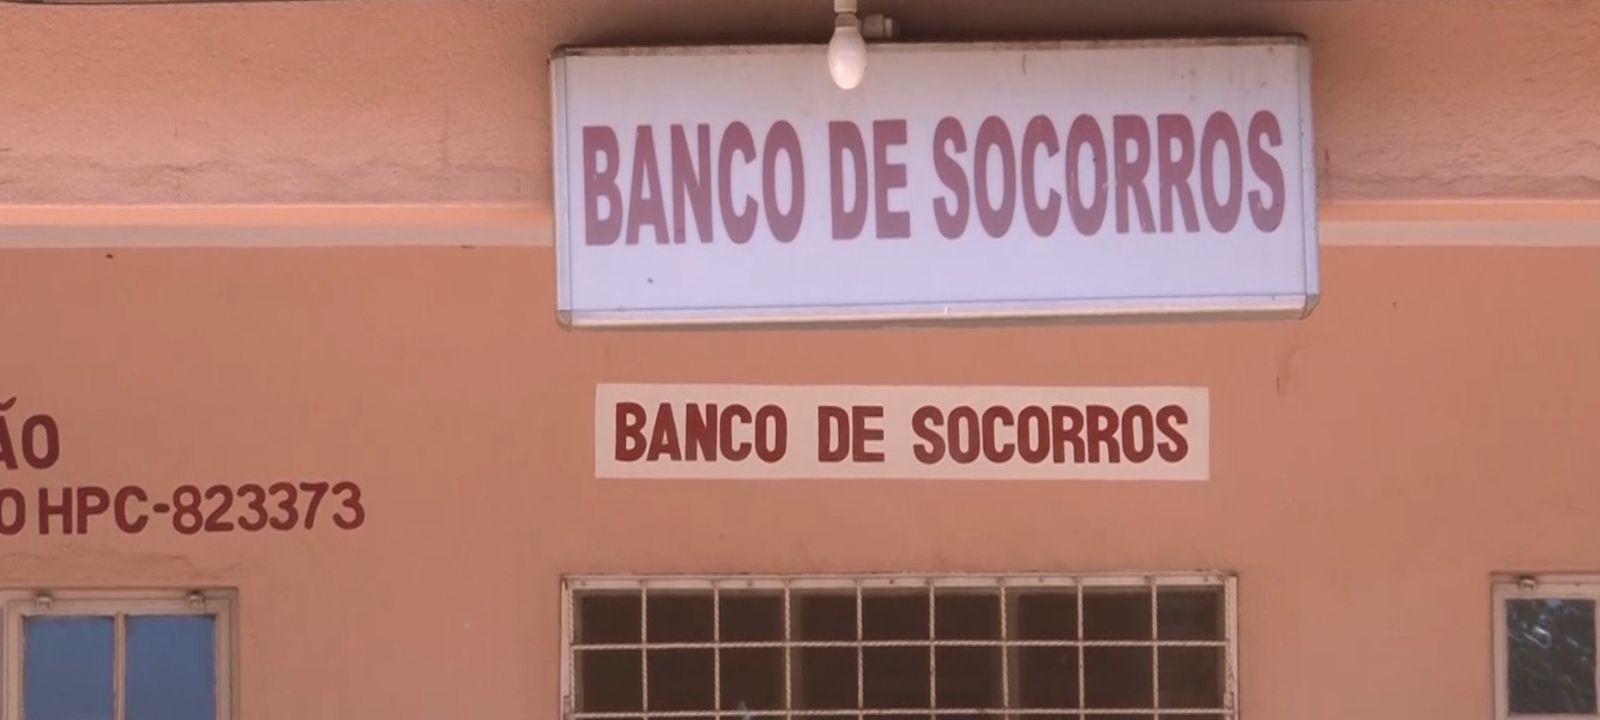 BANCO DE SOCORROS
BANCO DE SOCORROS
ÃO
O HPC-823373